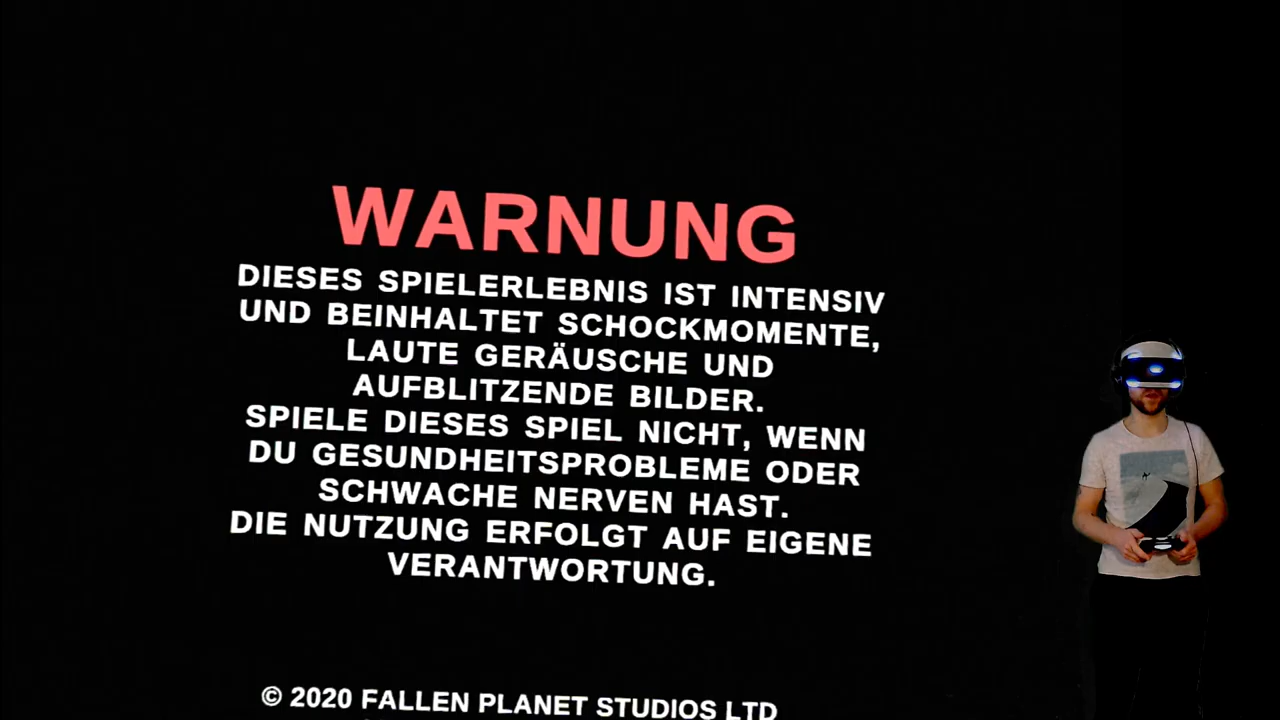 WARNUNG
DIESES SPIELERLEBNIS IST INTENSIV
UND BEINHALTET SCHOCKMOMENTE,
LAUTE GERÄUSCHE UND
AUFBLITZENDE BILDER.
SPIELE DIESES SPIEL NICHT, WENN
DU GESUNDHEITSPROBLEME ODER
SCHWACHE NERVEN HAST.
DIE NUTZUNG ERFOLGT AUF EIGENE
VERANTWORTUNG.
© 2020 FALLEN PLANET STUDIOS LTD